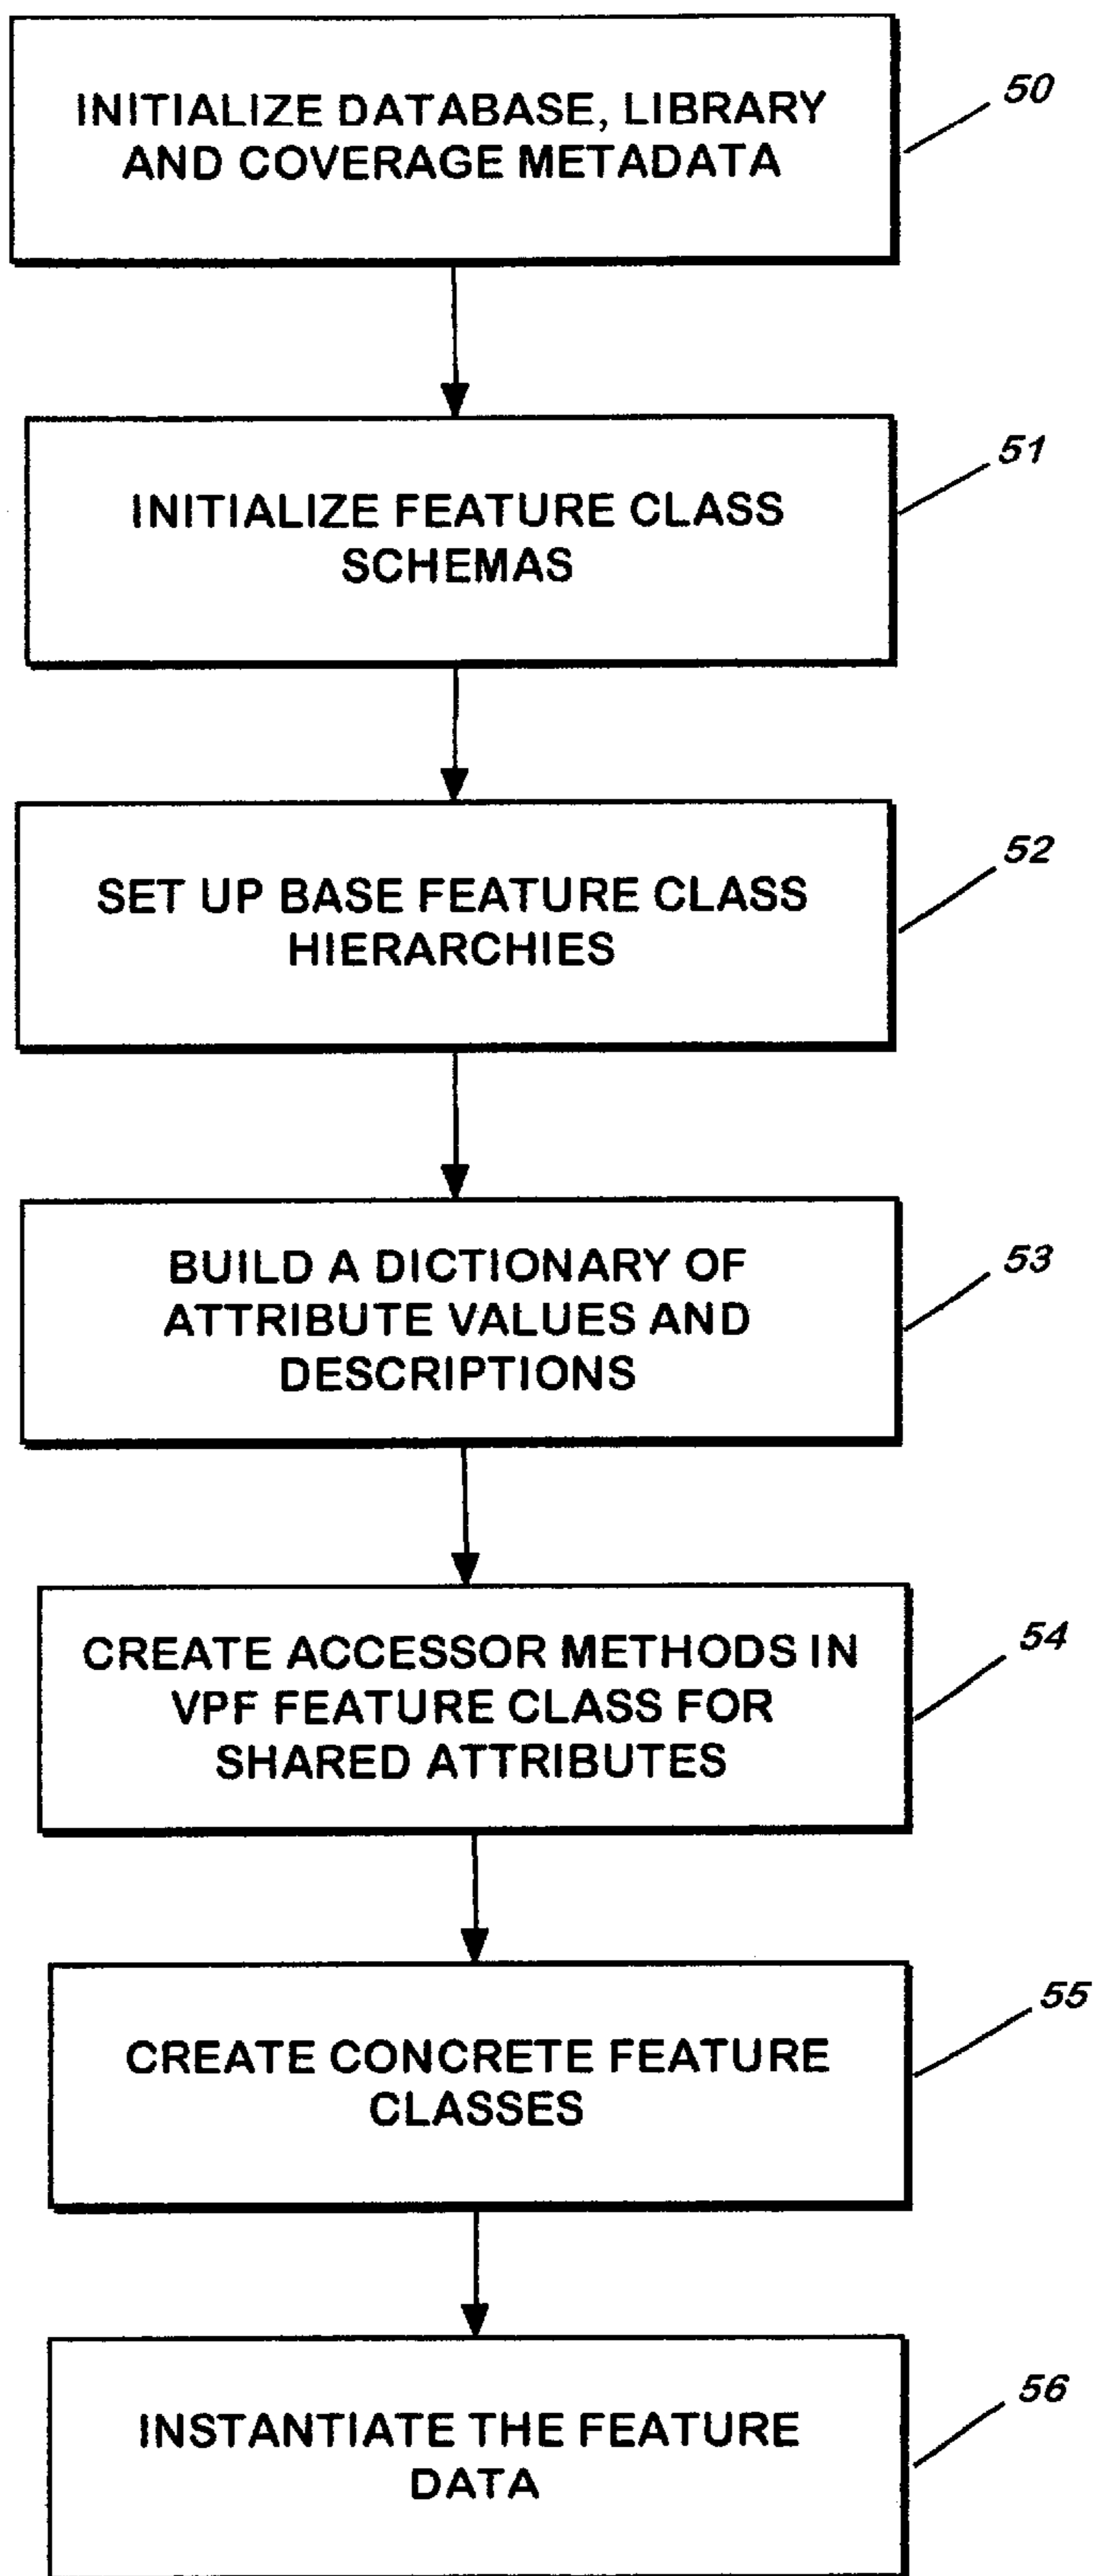 INITIALIZE DATABASE, LIBRARY
AND COVERAGE METADATA
50
INITIALIZE FEATURE CLASS
SCHEMAS
51
SET UP BASE FEATURE CLASS
HIERARCHIES
52
BUILD A DICTIONARY OF
ATTRIBUTE VALUES AND
DESCRIPTIONS
53
CREATE ACCESSOR METHODS IN
VPF FEATURE CLASS FOR
SHARED ATTRIBUTES
54
CREATE CONCRETE FEATURE
CLASSES
55
INSTANTIATE THE FEATURE
DATA
56